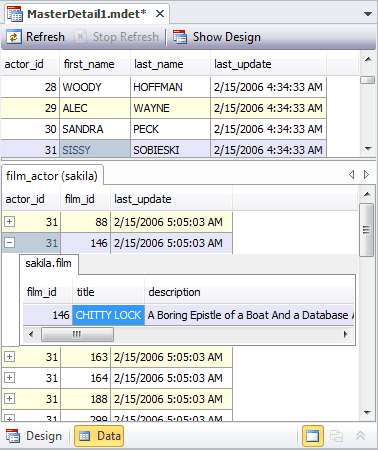 MasterDetail1.mdet*
Refresh Stop Refresh Show Design
actor_id first_name last_name last_update
28 WOODY HOFFMAN 2/15/2006 4:34:33 AM
29 ALEC WAYNE 2/15/2006 4:34:33 AM
30 SANDRA PECK 2/15/2006 4:34:33 AM
31 SISSY SOBIESKI 2/15/2006 4:34:33 AM
film_actor (sakila)
actor_id film_id last_update
31 88 2/15/2006 5:05:03 AM
31 146 2/15/2006 5:05:03 AM
sakila.film
film_id title description
146 CHITTY LOCK A Boring Epistle of a Boat And a Database
31 163 2/15/2006 5:05:03 AM
31 164 2/15/2006 5:05:03 AM
31 188 2/15/2006 5:05:03 AM
31 299 2/15/2006 5:05:03 AM
Design Data